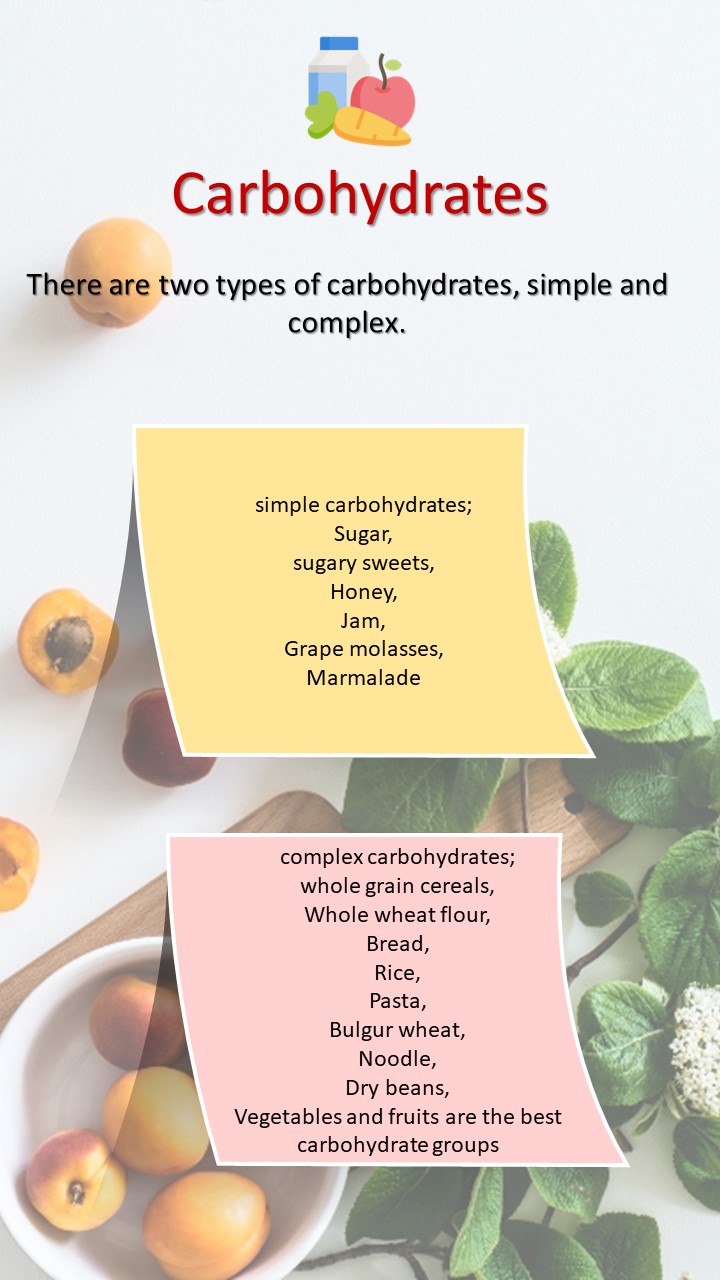 Carbohydrates
There are two types of carbohydrates, simple and
complex.
simple carbohydrates;
Sugar,
sugary sweets,
Honey,
Jam,
Grape molasses,
Marmalade
complex carbohydrates;
whole grain cereals,
Whole wheat flour,
Bread,
Rice,
Pasta,
Bulgur wheat,
Noodle,
Dry beans,
Vegetables and fruits are the best
carbohydrate groups